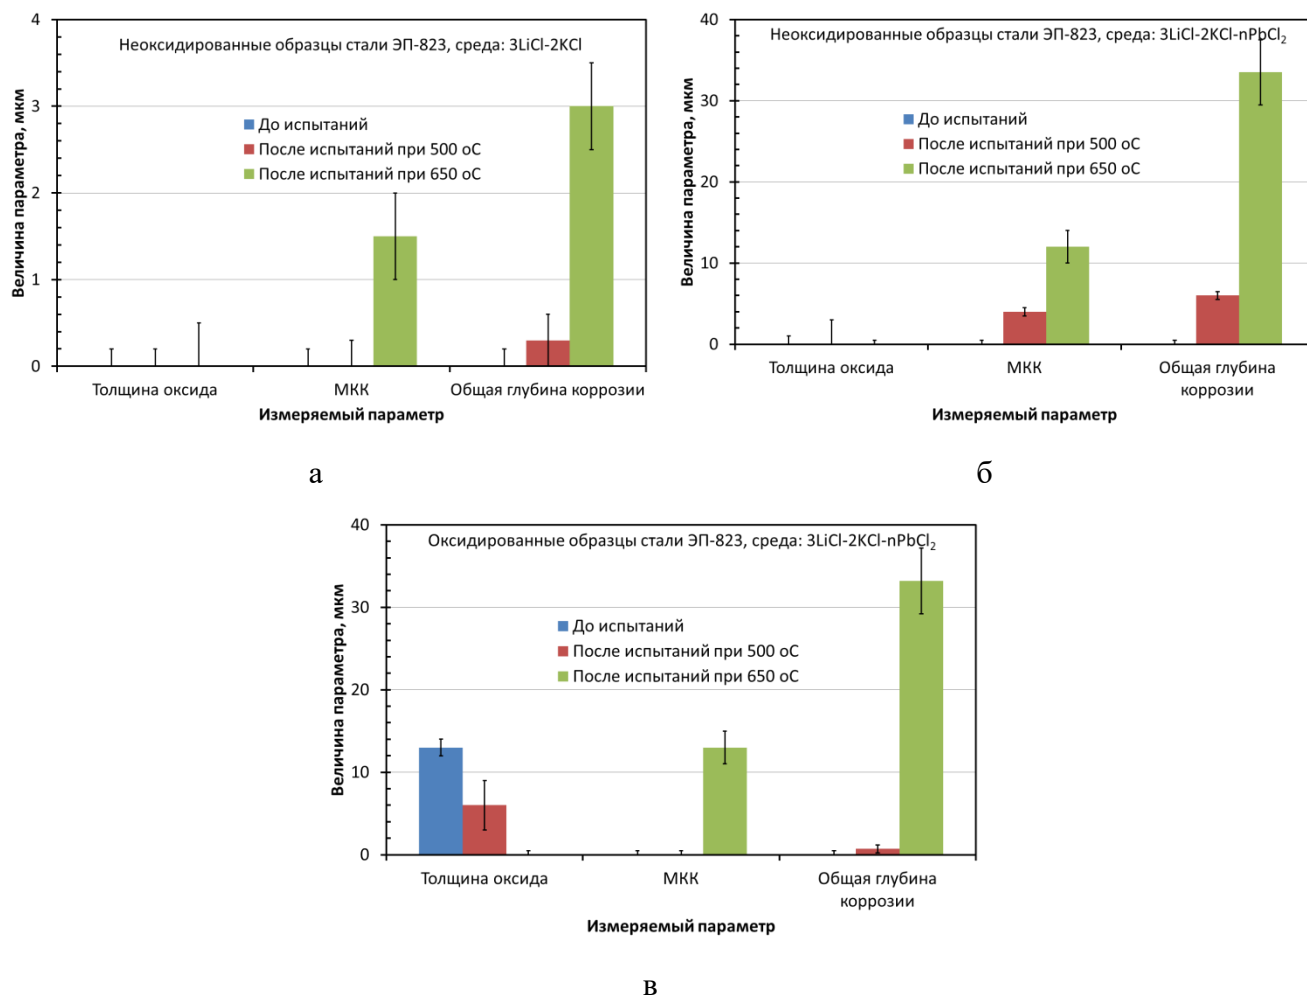 Неоксидированные образцы стали ЭП-823, среда: 3LiCl-2KCl
До испытаний
После испытаний при 500 оС
После испытаний при 650 оС
Величина параметра, мкм
4
3
2
1
0
Толщина оксида
МКК
Общая глубина коррозии
Измеряемый параметр
а
Неоксидированные образцы стали ЭП-823, среда: 3LiCl-2KCl-nPbCl₂
До испытаний
После испытаний при 500 оС
После испытаний при 650 оС
Величина параметра, мкм
40
30
20
10
0
Толщина оксида
МКК
Общая глубина
коррозии
Измеряемый параметр
б
Оксидированные образцы стали ЭП-823, среда: 3LiCl-2KCl-nPbCl₂
До испытаний
После испытаний при 500 оС
После испытаний при 650 оС
Величина параметра, мкм
40
30
20
10
0
Толщина оксида
МКК
Общая глубина
коррозии
Измеряемый параметр
в